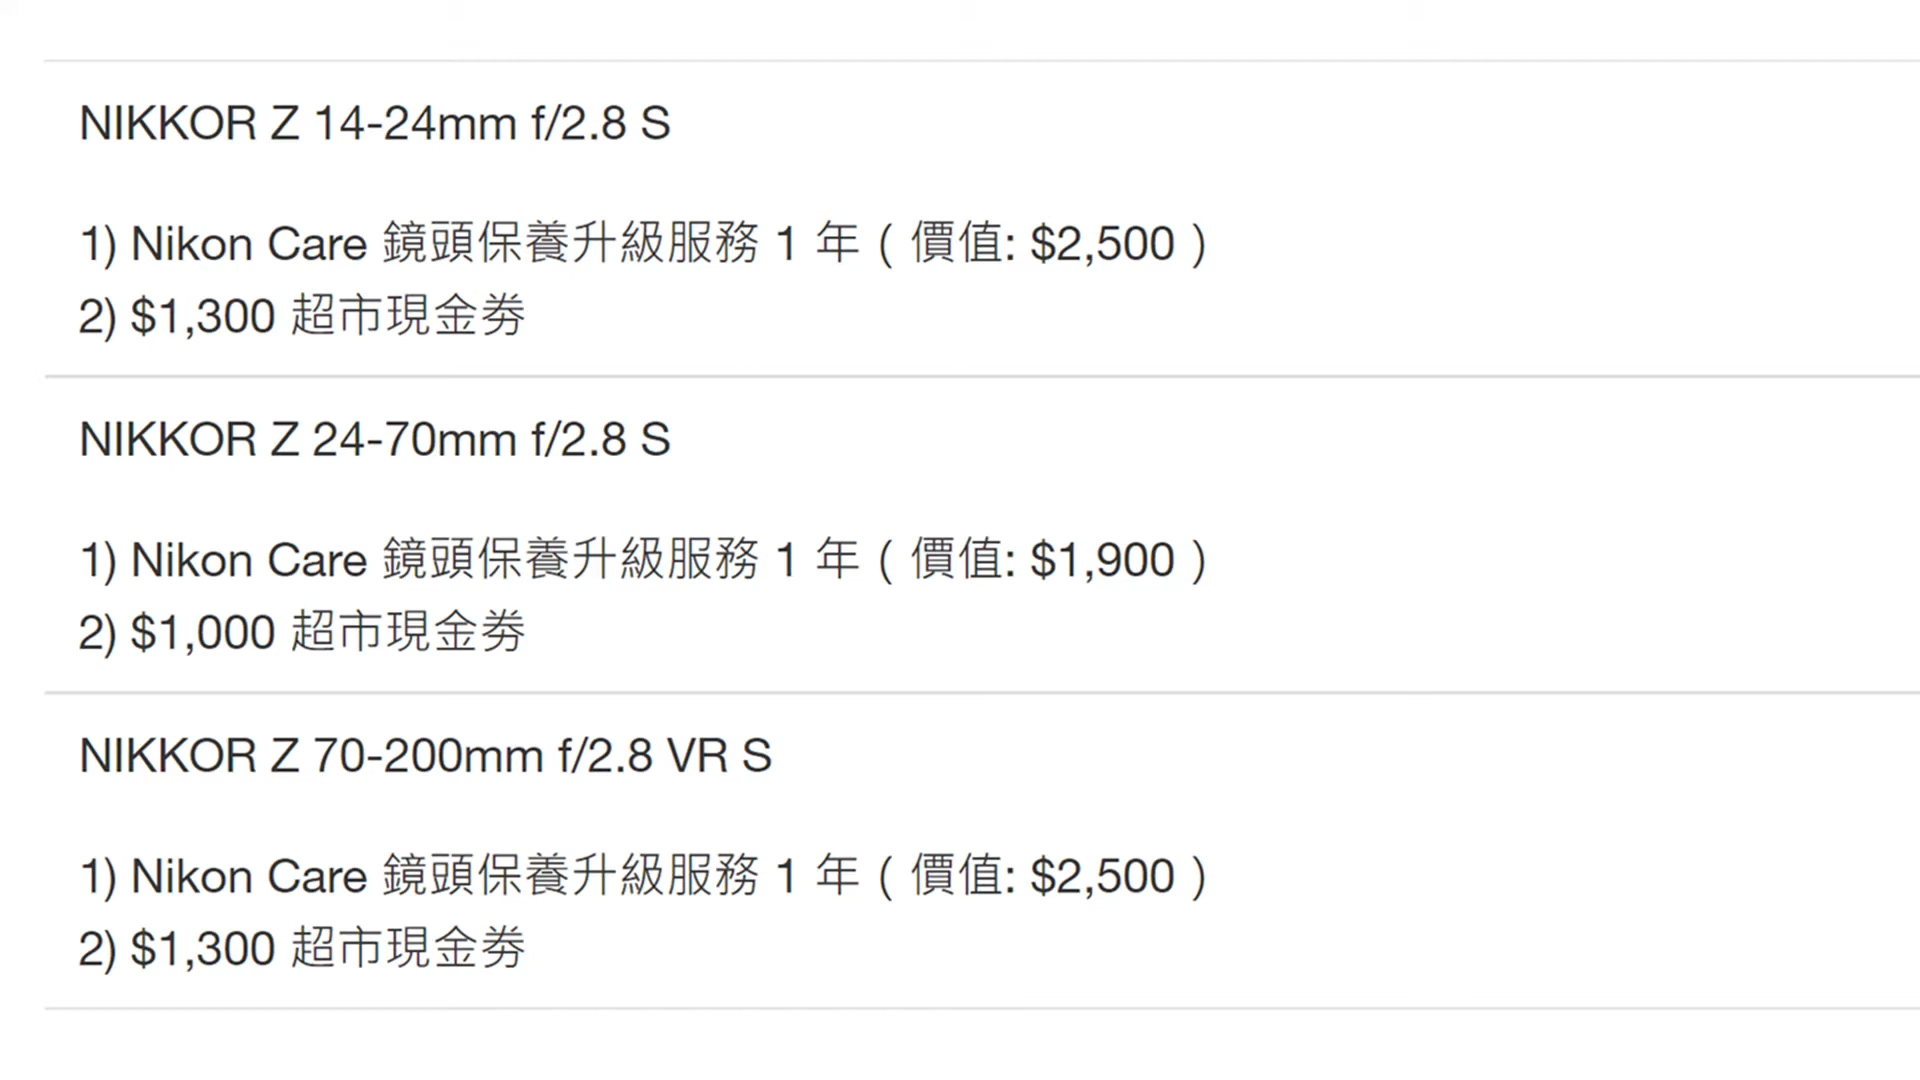 NIKKOR Z 14-24mm f/2.8 S
1) Nikon Care 鏡頭保養升級服務 1 年 ( 價值: $2,500 )
2) $1,300 超市現金券
NIKKOR Z 24-70mm f/2.8 S
1) Nikon Care 鏡頭保養升級服務 1 年 ( 價值: $1,900 )
2) $1,000 超市現金券
NIKKOR Z 70-200mm f/2.8 VR S
1) Nikon Care 鏡頭保養升級服務 1 年 ( 價值: $2,500 )
2) $1,300 超市現金券